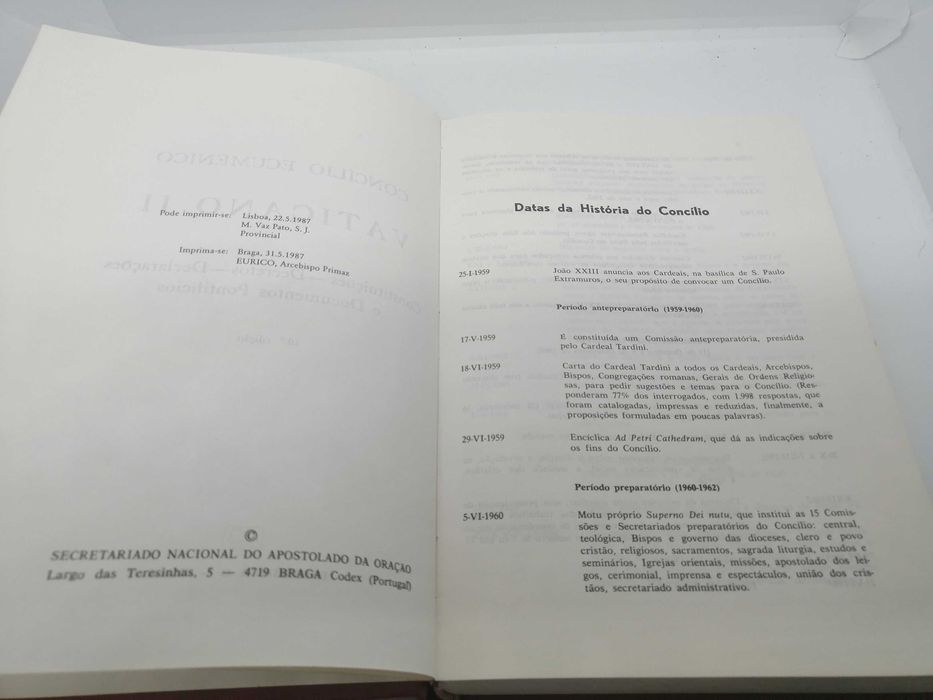 Pode imprimir-se: Lisboa, 22.5.1987
M. Vaz Pato, S. J.
Provincial
Imprima-se: Braga, 31.5.1987
EURICO, Arcebispo Primaz
©
SECRETARIADO NACIONAL DO APOSTOLADO DA ORAÇÃO
Largo das Teresinhas, 5 — 4719 BRAGA Codex (Portugal)
Datas da História do Concílio
25-I-1959 João XXIII anuncia aos Cardeais, na basílica de S. Paulo
Extramuros, o seu propósito de convocar um Concílio.
Período antepreparatório (1959-1960)
17-V-1959 É constituída um Comissão antepreparatória, presidida
pelo Cardeal Tardini.
18-VI-1959 Carta do Cardeal Tardini a todos os Cardeais, Arcebispos,
Bispos, Congregações romanas, Gerais de Ordens Religio-
sas, para pedir sugestões e temas para o Concílio. (Res-
ponderam 77% dos interrogados, com 1.998 respostas, que
foram catalogadas, impressas e reduzidas, finalmente, a
proposições formuladas em poucas palavras).
29-VI-1959 Encíclica Ad Petri Cathedram, que dá as indicações sobre
os fins do Concílio.
Período preparatório (1960-1962)
5-VI-1960 Motu próprio Superno Dei nutu, que institui as 15 Comis-
sões e Secretariados preparatórios do Concílio: central,
teológica, Bispos e governo das dioceses, clero e povo
cristão, religiosos, sacramentos, sagrada liturgia, estudos e
seminários, Igrejas orientais, missões, apostolado dos lei-
gos, cerimonial, imprensa e espectáculos, união dos cris-
tãos, secretariado administrativo.